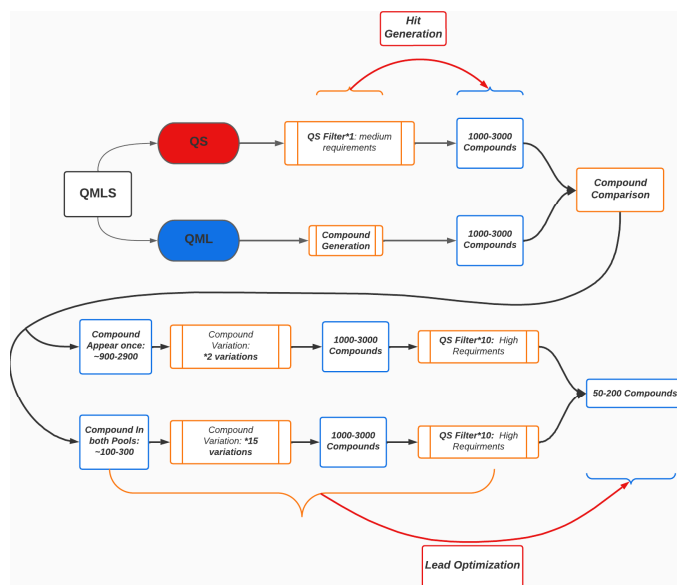 Hit
Generation
QS
QS Filter*1: medium
requirements
1000-3000
Compounds
QMLS
Compound
Comparison
QML
Compound
Generation
1000-3000
Compounds
Compound
Appear once:
~900-2900
Compound
Variation:
*2 variations
1000-3000
Compounds
QS Filter*10: High
Requirments
50-200 Compounds
Compound In
both Pools:
~100-300
Compound
Variation: *15
variations
1000-3000
Compounds
QS Filter*10: High
Requirments
Lead Optimization